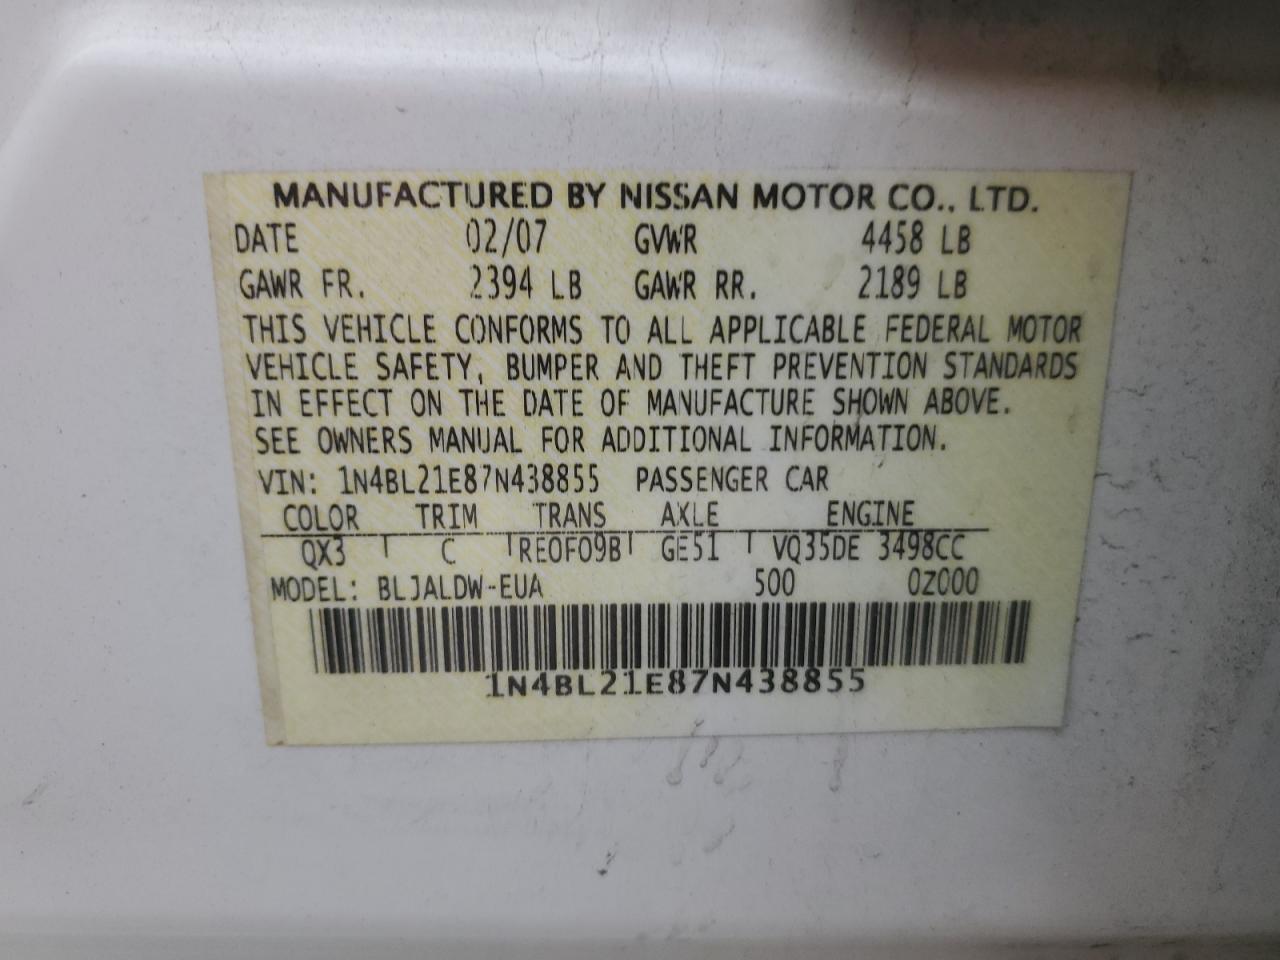 MANUFACTURED BY NISSAN MOTOR CO., LTD.
DATE 02/07 GVWR 4458 LB
GAWR FR. 2394 LB GAWR RR. 2189 LB
THIS VEHICLE CONFORMS TO ALL APPLICABLE FEDERAL MOTOR
VEHICLE SAFETY, BUMPER AND THEFT PREVENTION STANDARDS
IN EFFECT ON THE DATE OF MANUFACTURE SHOWN ABOVE.
SEE OWNERS MANUAL FOR ADDITIONAL INFORMATION.
VIN: 1N4BL21E87N438855 PASSENGER CAR
COLOR TRIM TRANS AXLE ENGINE
QX3 C RE0F09B GE51 VQ35DE 3498CC
MODEL: BLJALDW-EUA 500 0Z000
1N4BL21E87N438855